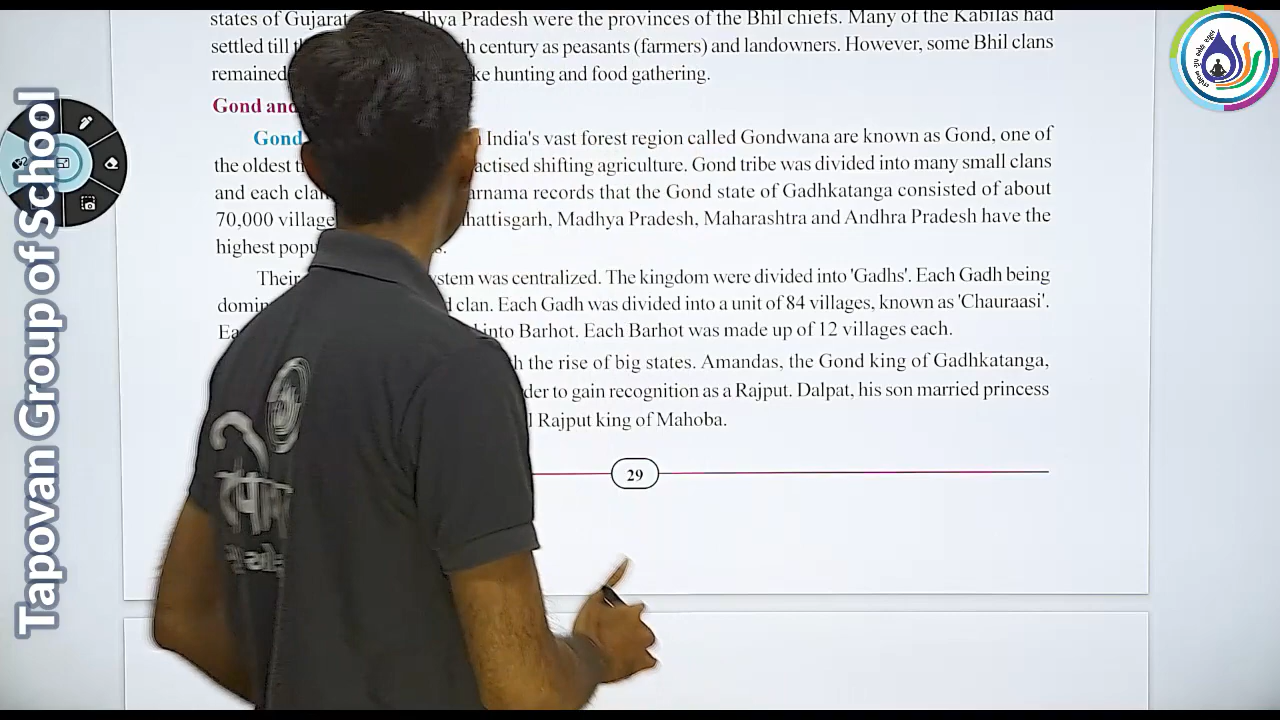 states of Gujarat dhya Pradesh were the provinces of the Bhil chiefs. Many of the Kabilas had
settled till th century as peasants (farmers) and landowners. However, some Bhil clans
remained ke hunting and food gathering.
Gond and
Gond India's vast forest region called Gondwana are known as Gond, one of
the oldest actised shifting agriculture. Gond tribe was divided into many small clans
and each clan arnama records that the Gond state of Gadhkatanga consisted of about
70,000 village hattisgarh, Madhya Pradesh, Maharashtra and Andhra Pradesh have the
highest popu s.
Their stem was centralized. The kingdom were divided into 'Gadhs'. Each Gadh being
domin clan. Each Gadh was divided into a unit of 84 villages, known as 'Chauraasi'.
Ea into Barhot. Each Barhot was made up of 12 villages each.
h the rise of big states. Amandas, the Gond king of Gadhkatanga,
der to gain recognition as a Rajput. Dalpat, his son married princess
Rajput king of Mahoba.
29
Tapovan Group of School